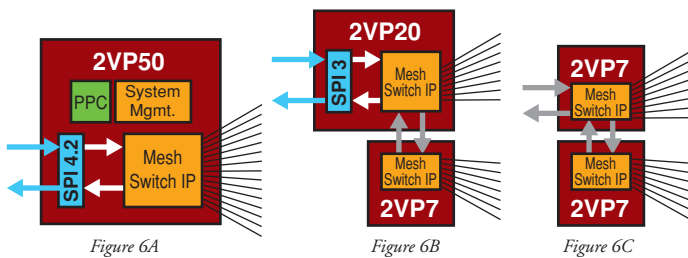 2VP50
PPC
System
Mgmt.
SPI 4.2
Mesh
Switch IP
Figure 6A
2VP20
SPI 3
Mesh
Switch IP
Mesh
Switch IP
2VP7
Figure 6B
2VP7
Mesh
Switch IP
Mesh
Switch IP
2VP7
Figure 6C